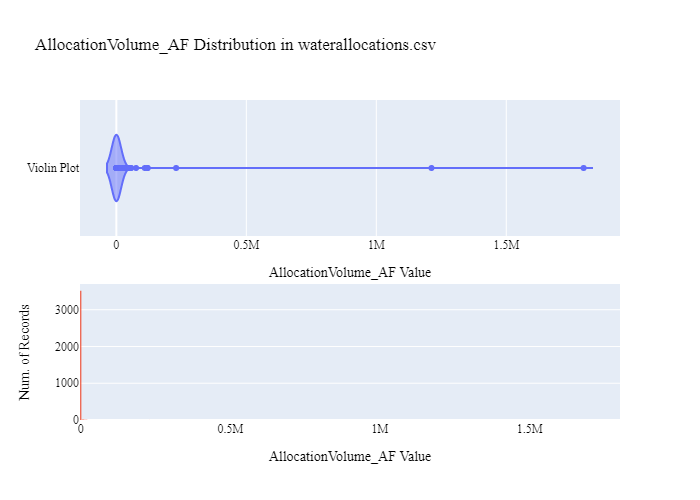 AllocationVolume_AF Distribution in waterallocations.csv
Violin Plot
0 0.5M 1M 1.5M
AllocationVolume_AF Value
Num. of Records
3000
2000
1000
0
0 0.5M 1M 1.5M
AllocationVolume_AF Value